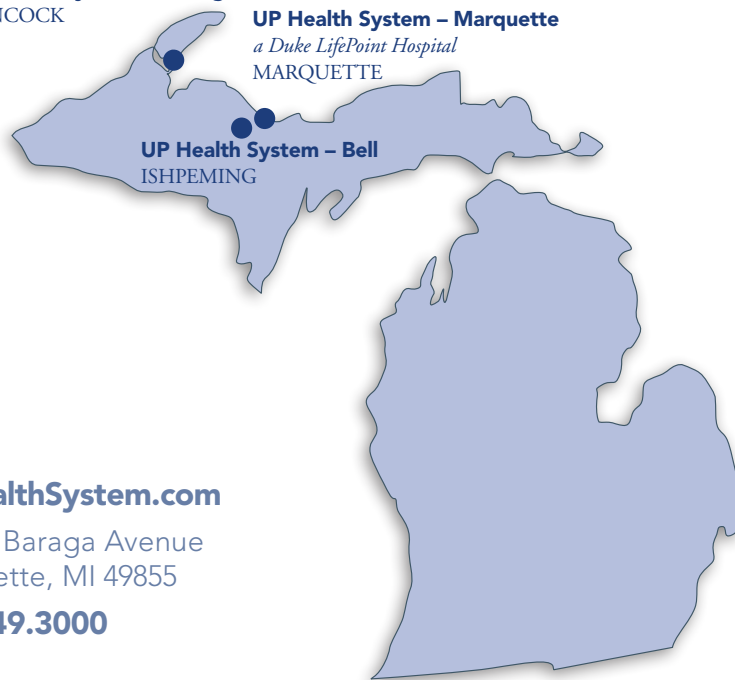 NCOCK
UP Health System – Marquette
a Duke LifePoint Hospital
MARQUETTE
UP Health System – Bell
ISHPEMING
althSystem.com
Baraga Avenue
ette, MI 49855
49.3000